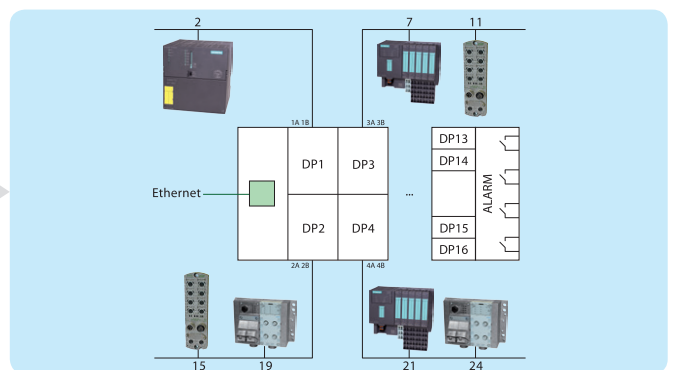 2
7
11
1A 1B
3A 3B
DP1
DP3
DP13
DP14
Ethernet
...
ALARM
DP2
DP4
DP15
DP16
2A 2B
4A 4B
15
19
21
24